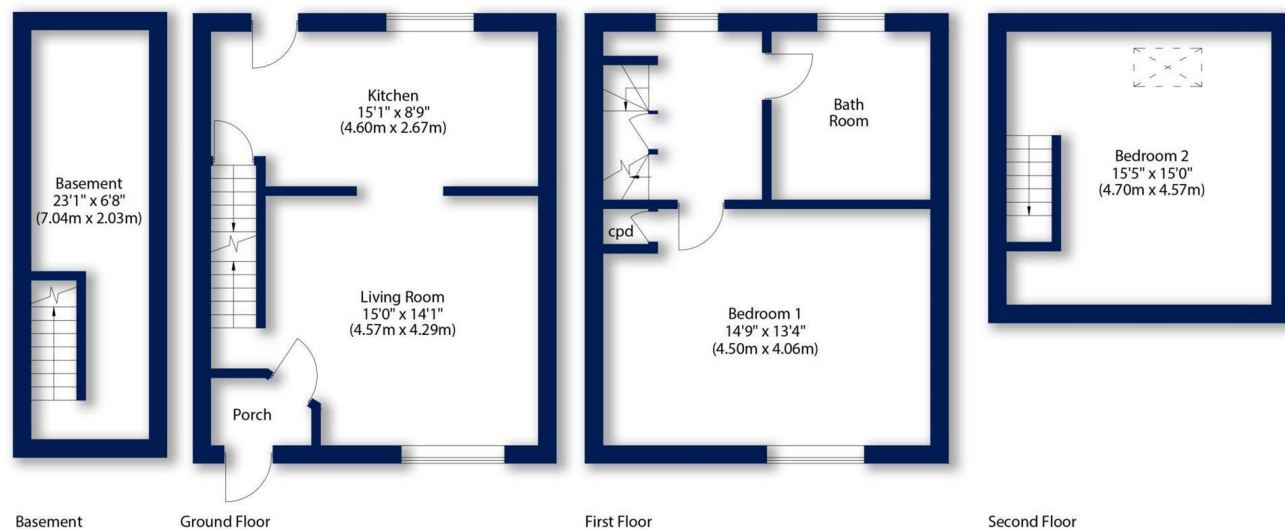 Basement
23'1" x 6'8"
(7.04m x 2.03m)
Kitchen
15'1" x 8'9"
(4.60m x 2.67m)
Living Room
15'0" x 14'1"
(4.57m x 4.29m)
Porch
Bath
Room
cpd
Bedroom 1
14'9" x 13'4"
(4.50m x 4.06m)
Bedroom 2
15'5" x 15'0"
(4.70m x 4.57m)
Basement
Ground Floor
First Floor
Second Floor